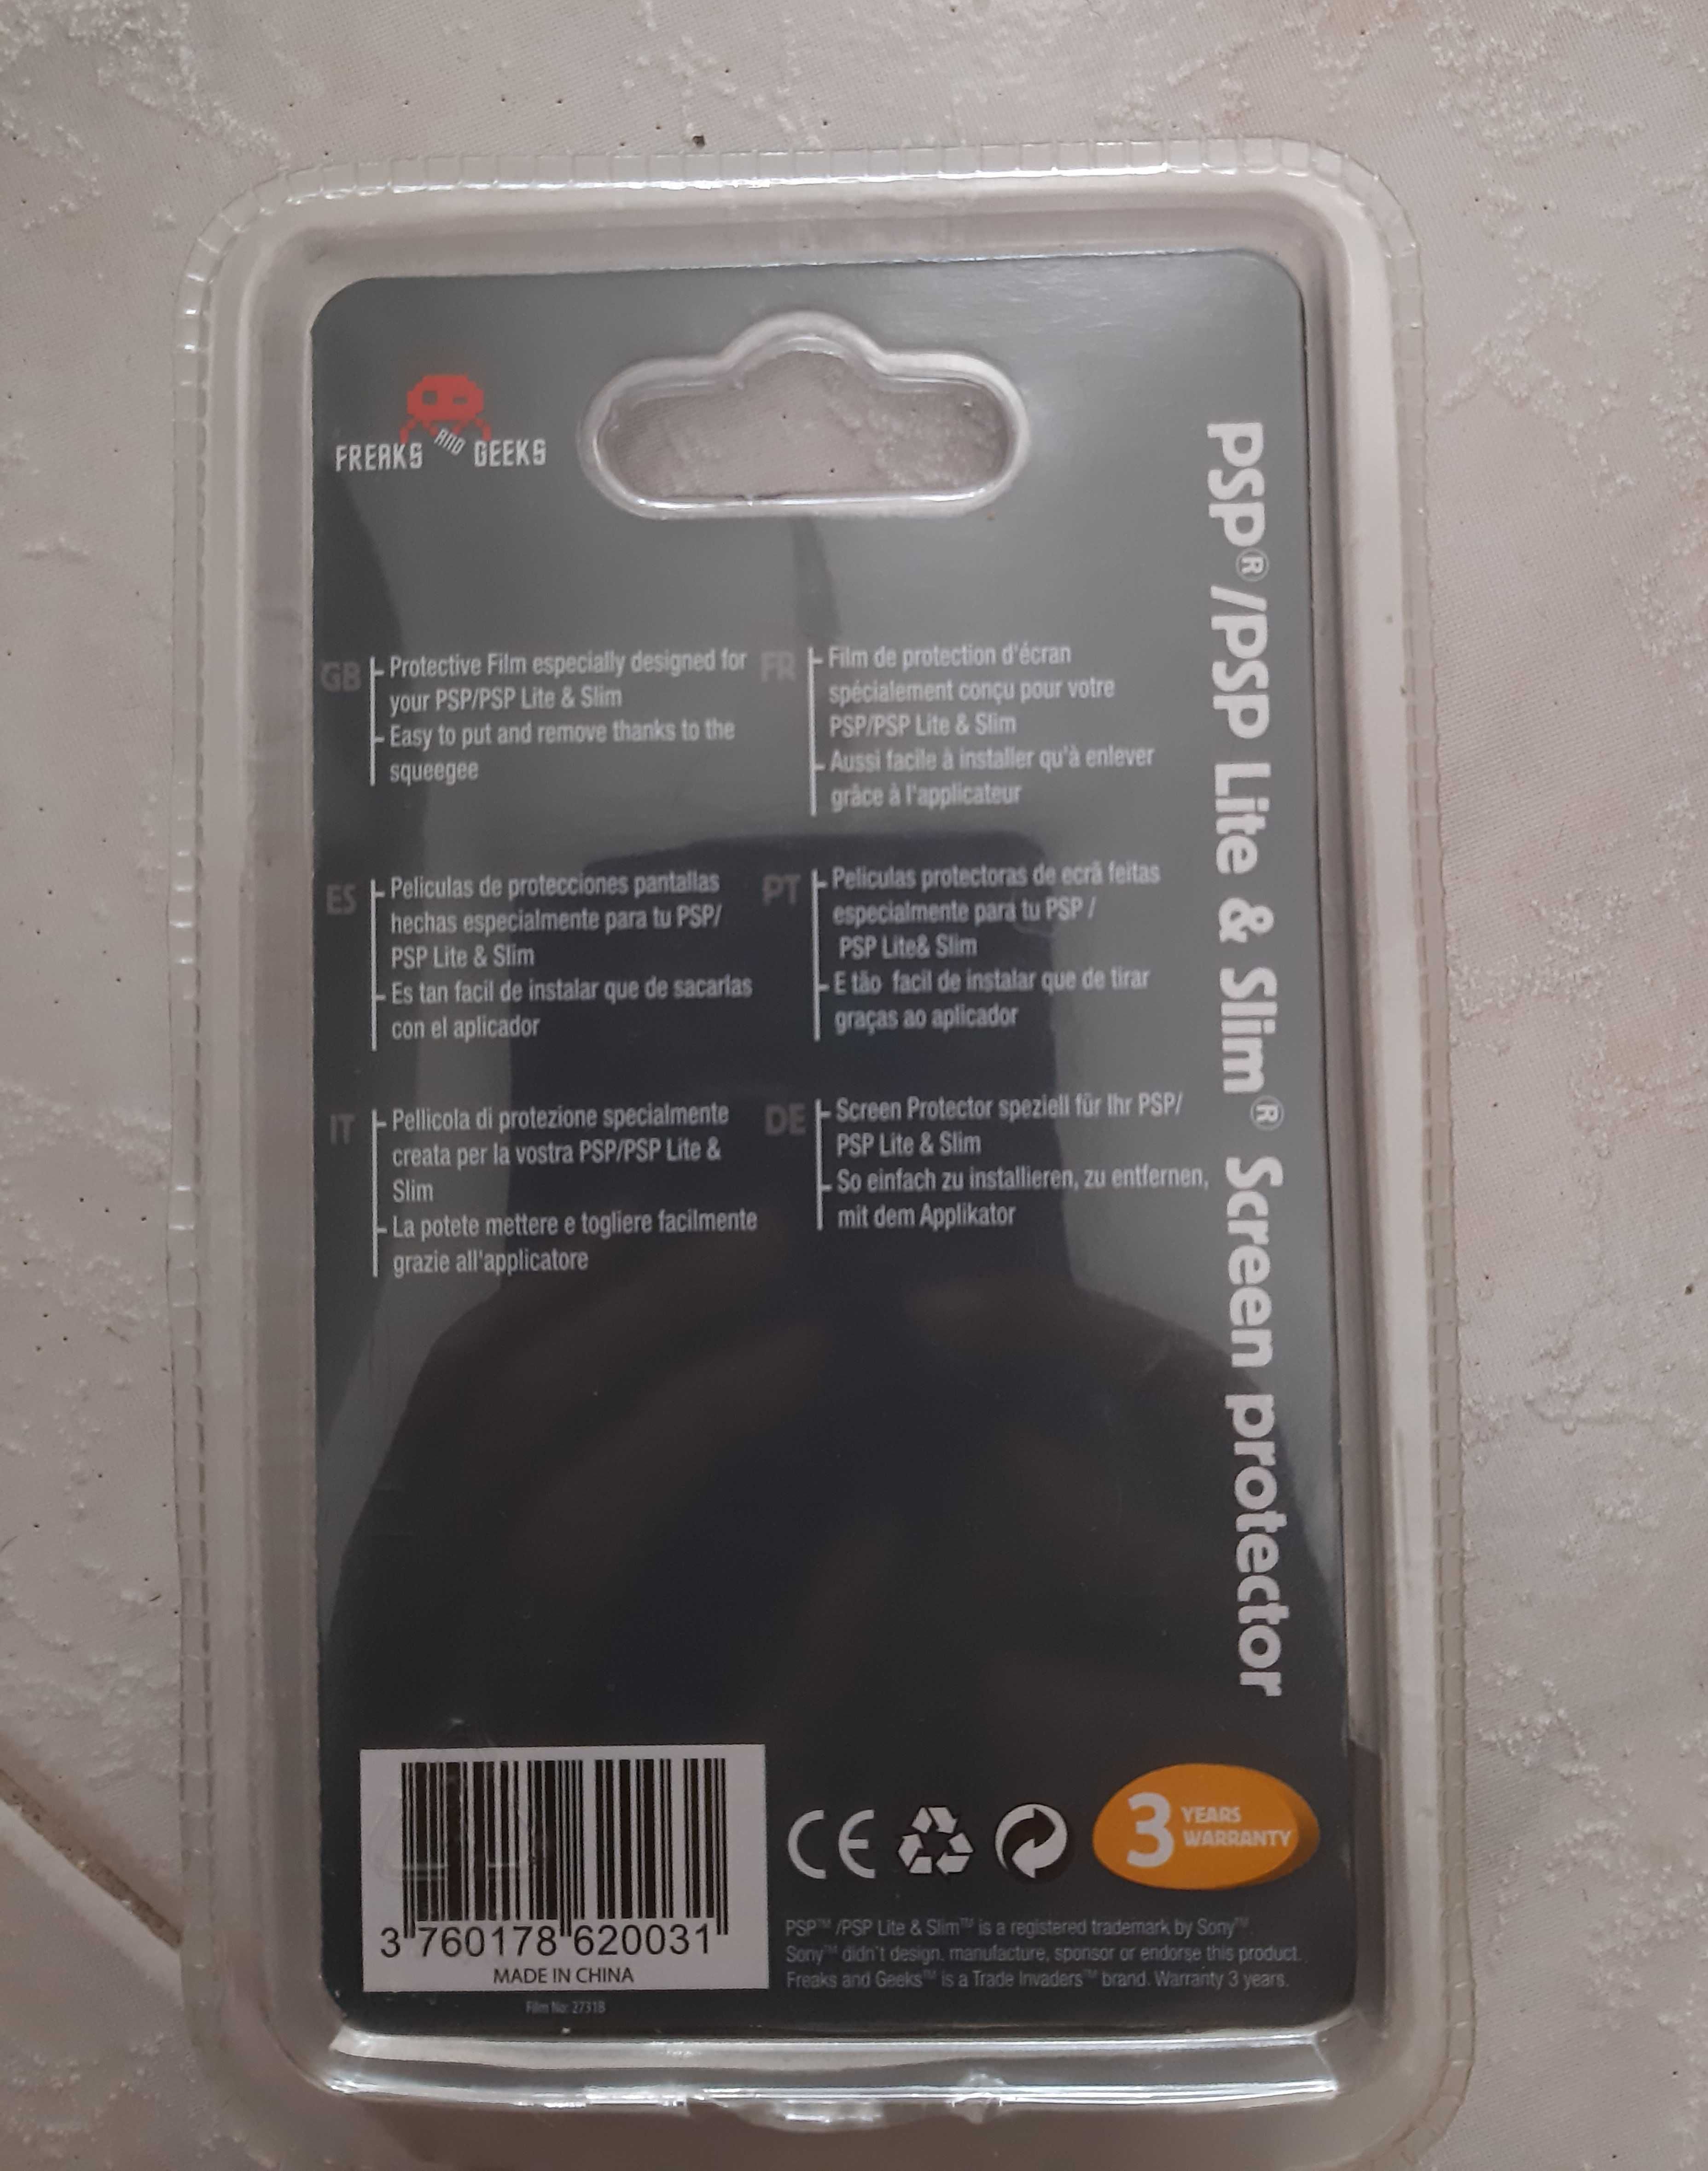 FREAKS AND GEEKS
PSP®/PSP Lite & Slim® Screen protector
GB
Protective Film especially designed for
your PSP/PSP Lite & Slim
Easy to put and remove thanks to the
squeegee
FR
Film de protection d'écran
spécialement conçu pour votre
PSP/PSP Lite & Slim
Aussi facile à installer qu'à enlever
grâce à l'applicateur
ES
Peliculas de protecciones pantallas
hechas especialmente para tu PSP/
PSP Lite & Slim
Es tan facil de instalar que de sacarlas
con el aplicador
PT
Peliculas protectoras de ecrã feitas
especialmente para tu PSP /
PSP Lite& Slim
E tão facil de instalar que de tirar
graças ao aplicador
IT
Pellicola di protezione specialmente
creata per la vostra PSP/PSP Lite &
Slim
La potete mettere e togliere facilmente
grazie all'applicatore
DE
Screen Protector speziell für Ihr PSP/
PSP Lite & Slim
So einfach zu installieren, zu entfernen,
mit dem Applikator
3 760178 620031
MADE IN CHINA
Film No: 2731B
CE
3 YEARS
WARRANTY
PSP™ /PSP Lite & Slim™ is a registered trademark by Sony™.
Sony™ didn't design, manufacture, sponsor or endorse this product.
Freaks and Geeks™ is a Trade Invaders™ brand. Warranty 3 years.